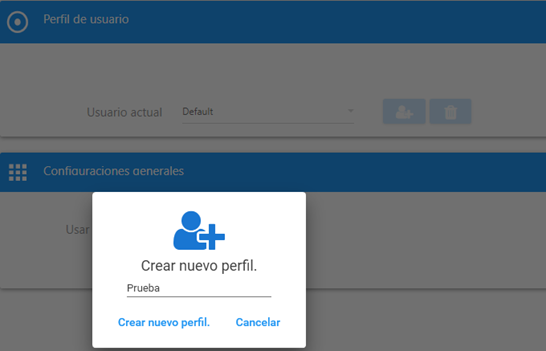 Perfil de usuario
Usuario actual Default
Configuraciones generales
Usar
Crear nuevo perfil.
Prueba
Crear nuevo perfil. Cancelar